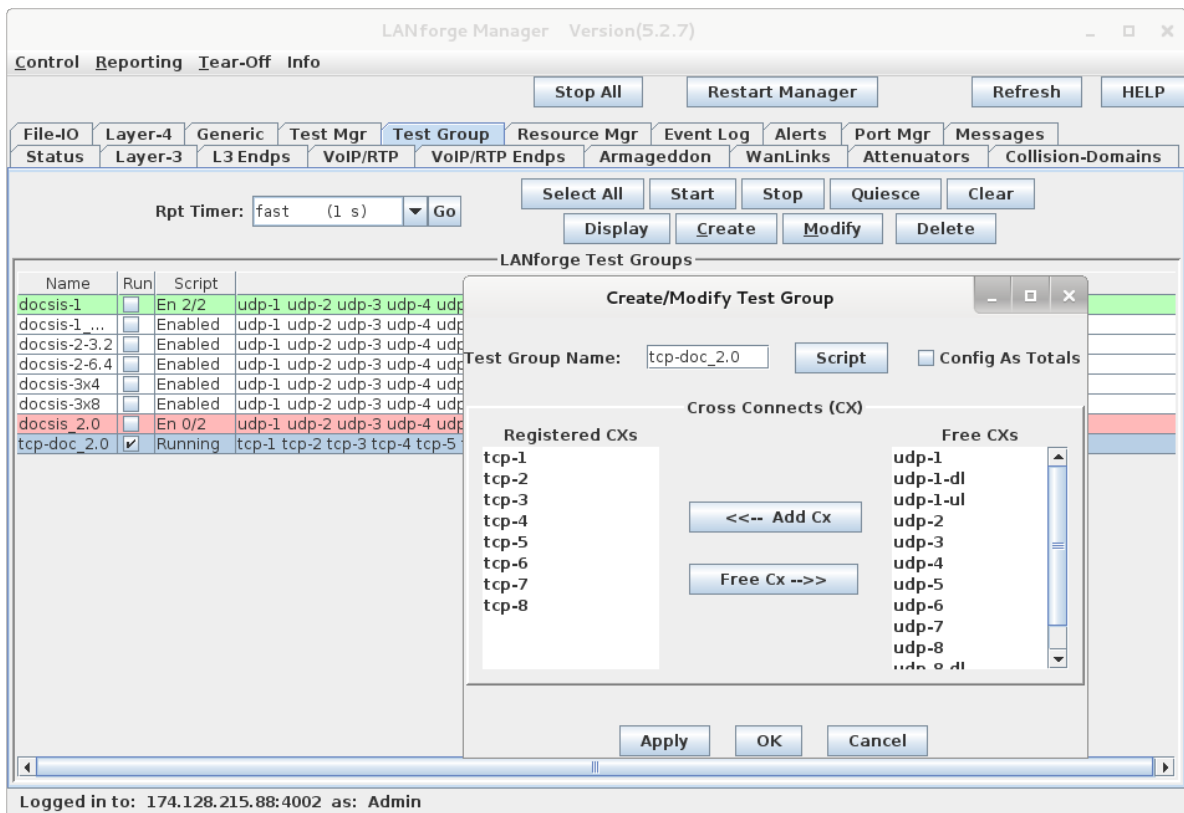 LANforge Manager Version(5.2.7)
Control Reporting Tear-Off Info
Stop All Restart Manager Refresh HELP
File-IO Layer-4 Generic Test Mgr Test Group Resource Mgr Event Log Alerts Port Mgr Messages
Status Layer-3 L3 Endps VoIP/RTP VoIP/RTP Endps Armageddon WanLinks Attenuators Collision-Domains
Select All Start Stop Quiesce Clear
Rpt Timer: fast (1 s) Go
Display Create Modify Delete
LANforge Test Groups
Name Run Script
docsis-1 En 2/2 udp-1 udp-2 udp-3 udp-4 udp
docsis-1_... Enabled udp-1 udp-2 udp-3 udp-4 udp
docsis-2-3.2 Enabled udp-1 udp-2 udp-3 udp-4 udp
docsis-2-6.4 Enabled udp-1 udp-2 udp-3 udp-4 udp
docsis-3x4 Enabled udp-1 udp-2 udp-3 udp-4 udp
docsis-3x8 Enabled udp-1 udp-2 udp-3 udp-4 udp
docsis_2.0 En 0/2 udp-1 udp-2 udp-3 udp-4 udp
tcp-doc_2.0 Running tcp-1 tcp-2 tcp-3 tcp-4 tcp-5
Create/Modify Test Group
Test Group Name: tcp-doc_2.0 Script Config As Totals
Cross Connects (CX)
Registered CXs
tcp-1
tcp-2
tcp-3
tcp-4
tcp-5
tcp-6
tcp-7
tcp-8
<<-- Add Cx
Free Cx -->>
Free CXs
udp-1
udp-1-dl
udp-1-ul
udp-2
udp-3
udp-4
udp-5
udp-6
udp-7
udp-8
udp-8-dl
Apply OK Cancel
Logged in to: 174.128.215.88:4002 as: Admin